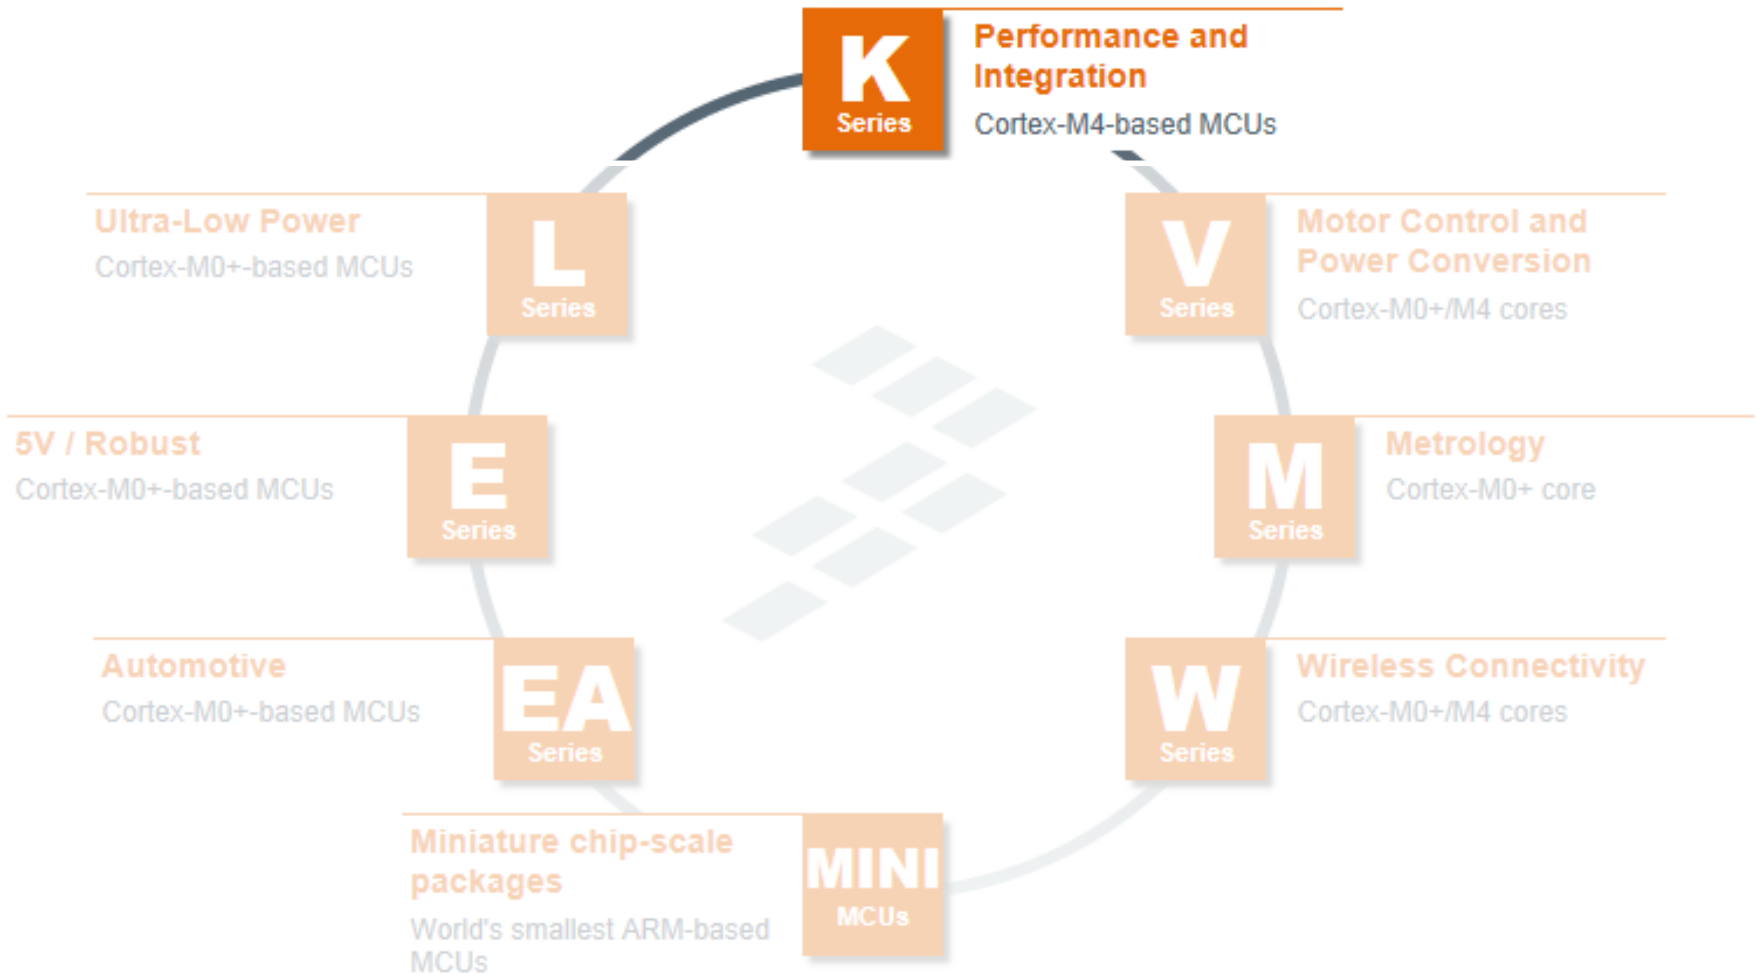 K
Series
Performance and
Integration
Cortex-M4-based MCUs
Ultra-Low Power
Cortex-M0+-based MCUs
L
Series
V
Series
Motor Control and
Power Conversion
Cortex-M0+/M4 cores
5V / Robust
Cortex-M0+-based MCUs
E
Series
M
Series
Metrology
Cortex-M0+ core
Automotive
Cortex-M0+-based MCUs
EA
Series
W
Series
Wireless Connectivity
Cortex-M0+/M4 cores
Miniature chip-scale
packages
World's smallest ARM-based
MCUs
MINI
MCUs